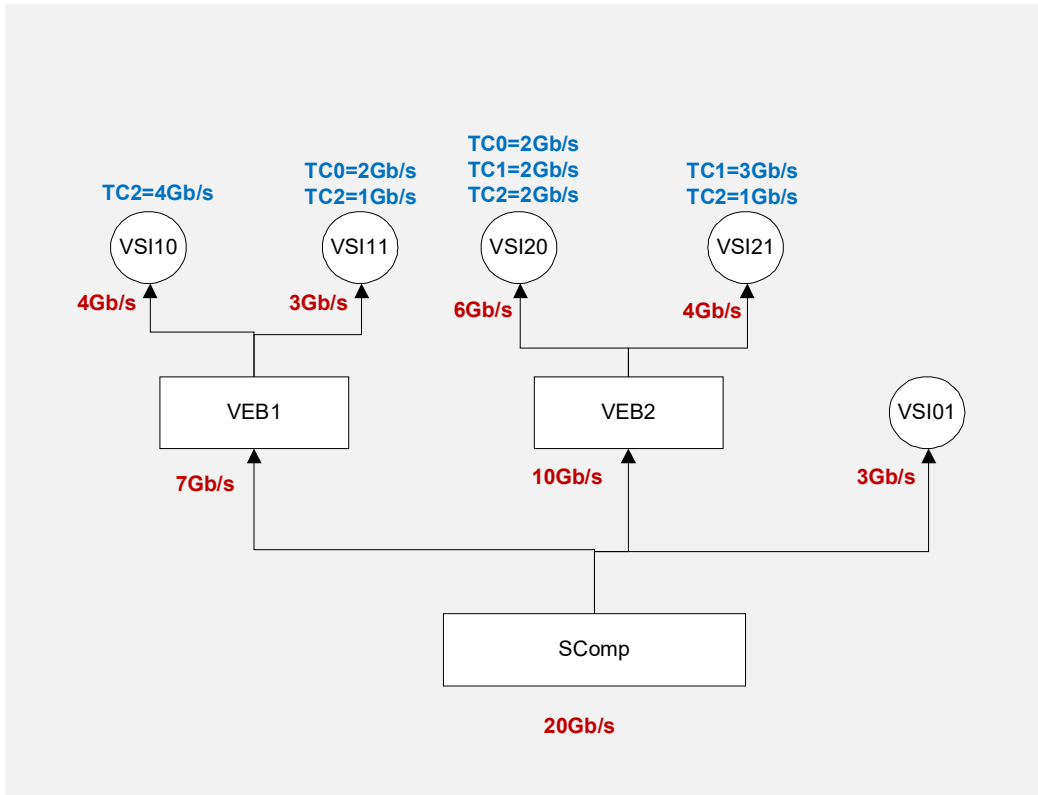 TC2=4Gb/s
TC0=2Gb/s
TC2=1Gb/s
TC0=2Gb/s
TC1=2Gb/s
TC2=2Gb/s
TC1=3Gb/s
TC2=1Gb/s
VSI10
VSI11
VSI20
VSI21
4Gb/s
3Gb/s
6Gb/s
4Gb/s
VEB1
VEB2
VSI01
7Gb/s
10Gb/s
3Gb/s
SComp
20Gb/s